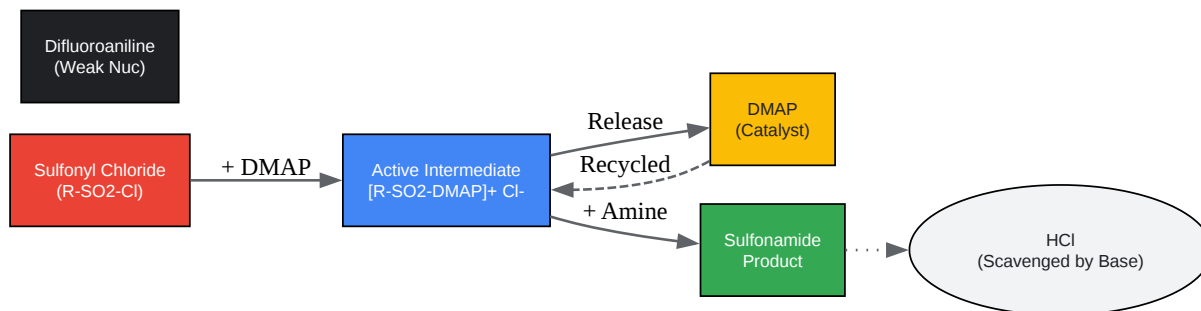 Difluoroaniline
(Weak Nuc)
Sulfonyl Chloride
(R-SO2-Cl)
+ DMAP
Active Intermediate
[R-SO2-DMAP]+ Cl-
Release
Recycled
+ Amine
DMAP
(Catalyst)
Sulfonamide
Product
HCl
(Scavenged by Base)